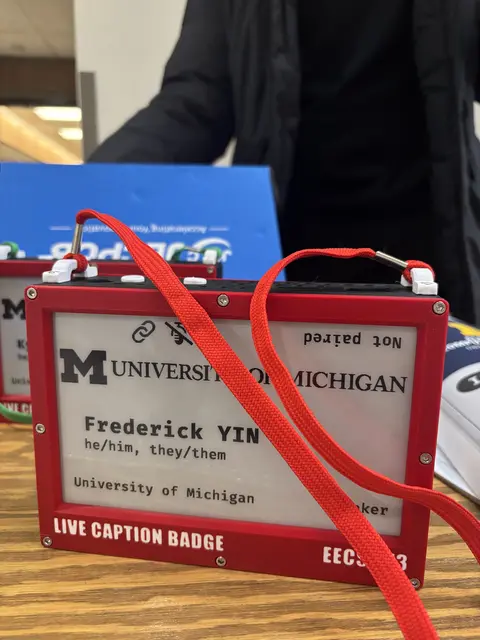 Not paired
M UNIVERSITY OF MICHIGAN
Frederick YIN
he/him, they/them
University of Michigan
LIVE CAPTION BADGE